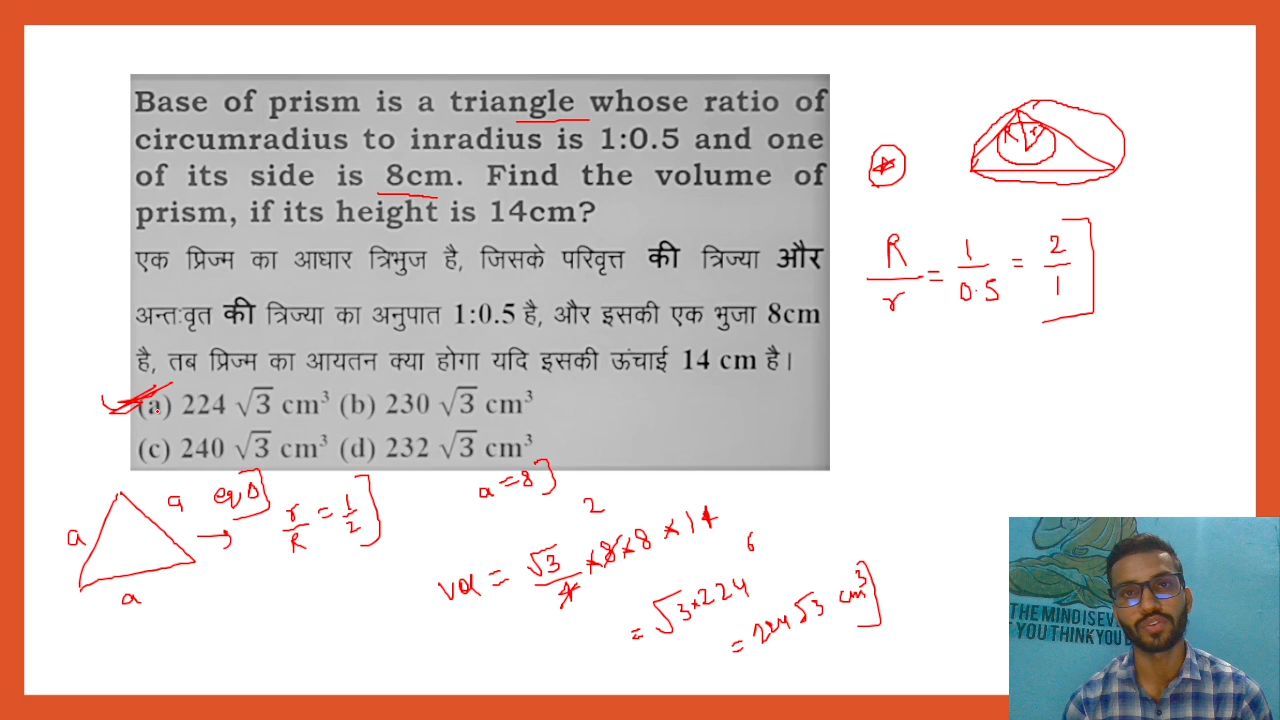 Base of prism is a triangle whose ratio of
circumradius to inradius is 1:0.5 and one
of its side is 8cm. Find the volume of
prism, if its height is 14cm?
एक प्रिज्म का आधार त्रिभुज है, जिसके परिवृत्त की त्रिज्या और
अन्तःवृत की त्रिज्या का अनुपात 1:0.5 है, और इसकी एक भुजा 8cm
है, तब प्रिज्म का आयतन क्या होगा यदि इसकी ऊंचाई 14 cm है।
(a) 224 √3 cm³ (b) 230 √3 cm³
(c) 240 √3 cm³ (d) 232 √3 cm³
R r
R/r = 1/0.5 = 2/1
a a a
eq Δ → r/R = 1/2
a = 8
2
vol = √3/4 × 8 × 8 × 14
= √3 × 224
= 224 √3 cm³
THE MIND IS EVE
YOU THINK YOU B